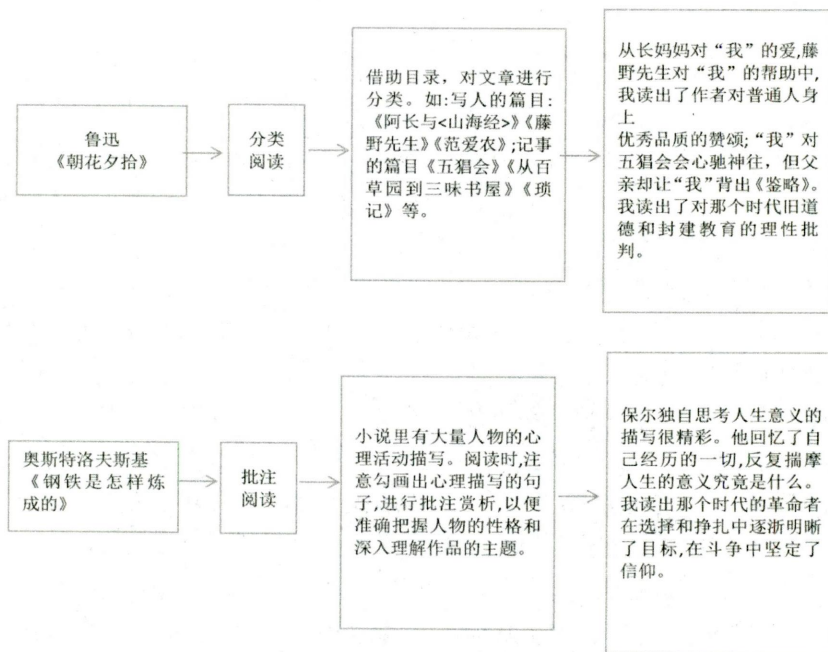 鲁迅
《朝花夕拾》
分类
阅读
借助目录，对文章进行
分类。如:写人的篇目:
《阿长与<山海经>》《藤
野先生》《范爱农》;记事
的篇目《五猖会》《从百
草园到三味书屋》《琐
记》等。
从长妈妈对“我”的爱,藤
野先生对“我”的帮助中,
我读出了作者对普通人身
上
优秀品质的赞颂;“我”对
五猖会会心驰神往，但父
亲却让“我”背出《鉴略》。
我读出了对那个时代旧道
德和封建教育的理性批
判。
奥斯特洛夫斯基
《钢铁是怎样炼
成的》
批注
阅读
小说里有大量人物的心
理活动描写。阅读时,注
意勾画出心理描写的句
子,进行批注赏析,以便
准确把握人物的性格和
深入理解作品的主题。
保尔独自思考人生意义的
描写很精彩。他回忆了自
己经历的一切,反复揣摩
人生的意义究竟是什么。
我读出那个时代的革命者
在选择和挣扎中逐渐明晰
了目标,在斗争中坚定了
信仰。